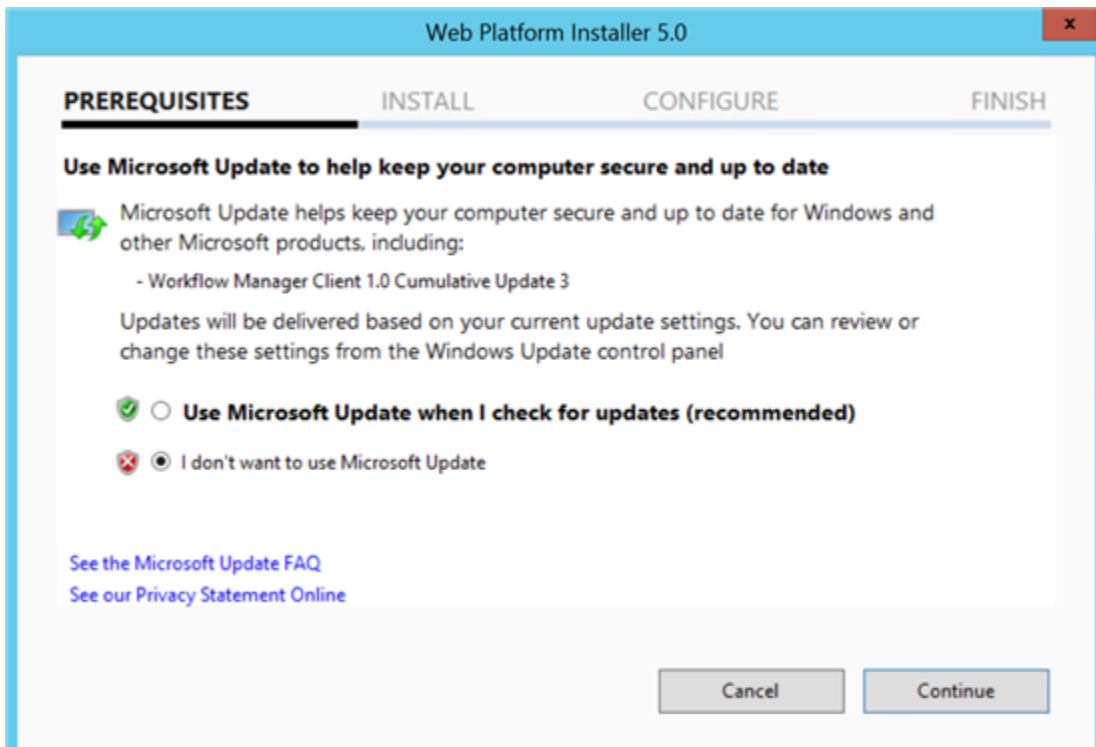 Web Platform Installer 5.0
x
PREREQUISITES INSTALL CONFIGURE FINISH
Use Microsoft Update to help keep your computer secure and up to date
Microsoft Update helps keep your computer secure and up to date for Windows and
other Microsoft products, including:
- Workflow Manager Client 1.0 Cumulative Update 3
Updates will be delivered based on your current update settings. You can review or
change these settings from the Windows Update control panel
Use Microsoft Update when I check for updates (recommended)
I don't want to use Microsoft Update
See the Microsoft Update FAQ
See our Privacy Statement Online
Cancel Continue